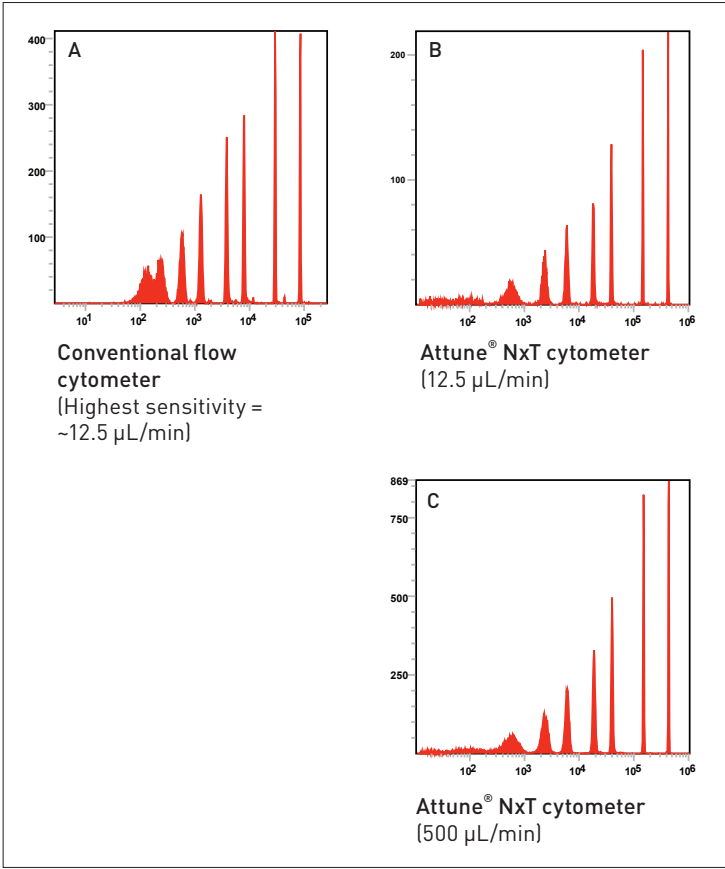 A
400
300
200
100
10¹ 10² 10³ 10⁴ 10⁵
Conventional flow
cytometer
(Highest sensitivity =
~12.5 µL/min)
B
200
100
10² 10³ 10⁴ 10⁵ 10⁶
Attune® NxT cytometer
(12.5 µL/min)
C
869
750
500
250
10² 10³ 10⁴ 10⁵ 10⁶
Attune® NxT cytometer
(500 µL/min)